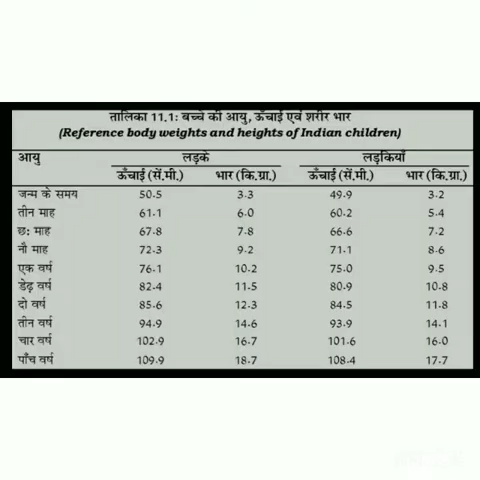 तालिका 11.1: बच्चे की आयु, ऊँचाई एवं शरीर भार
(Reference body weights and heights of Indian children)
आयु लड़के लड़कियाँ
ऊँचाई (सें.मी.) भार (कि.ग्रा.) ऊँचाई (सें.मी.) भार (कि.ग्रा.)
जन्म के समय 50.5 3.3 49.9 3.2
तीन माह 61.1 6.0 60.2 5.4
छः माह 67.8 7.8 66.6 7.2
नौ माह 72.3 9.2 71.1 8.6
एक वर्ष 76.1 10.2 75.0 9.5
डेढ़ वर्ष 82.4 11.5 80.9 10.8
दो वर्ष 85.6 12.3 84.5 11.8
तीन वर्ष 94.9 14.6 93.9 14.1
चार वर्ष 102.9 16.7 101.6 16.0
पाँच वर्ष 109.9 18.7 108.4 17.7